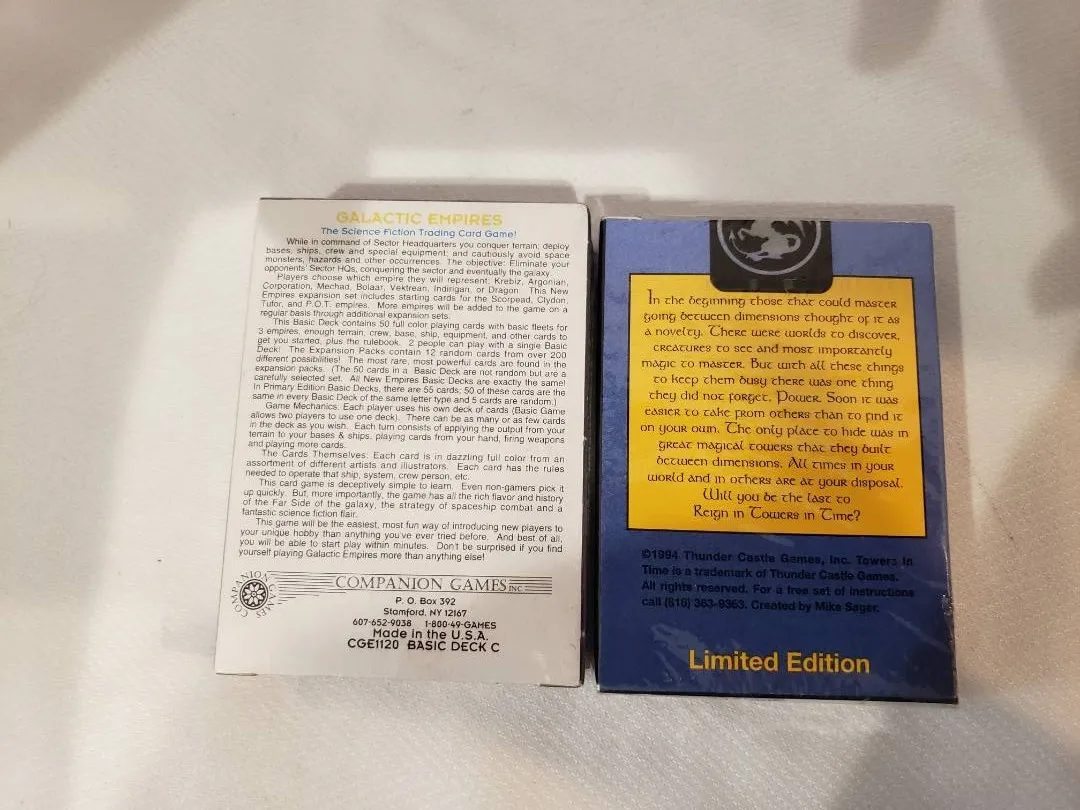 GALACTIC EMPIRES
The Science Fiction Trading Card Game!
While in command of Sector Headquarters you conquer terrain; deploy
bases, ships, crew and special equipment; and cautiously avoid space
monsters, hazards and other occurrences. The objective: Eliminate your
opponents' Sector HQs, conquering the sector and eventually the galaxy.
Players choose which empire they will represent: Krebiz, Argonian,
Corporation, Mechad, Bolaar, Vektrean, Indirigan, or Dragon. This New
Empires expansion set includes starting cards for the Scorpead, Clydon,
Tufor, and P.O.T. empires. More empires will be added to the game on a
regular basis through additional expansion sets.
This Basic Deck contains 50 full color playing cards with basic fleets for
3 empires, enough terrain, crew, base, ship, equipment, and other cards to
get you started, plus the rulebook. 2 people can play with a single Basic
Deck! The Expansion Packs contain 12 random cards from over 200
different possibilities! The most rare, most powerful cards are found in the
expansion packs. (The 50 cards in a Basic Deck are not random but are a
carefully selected set. All New Empires Basic Decks are exactly the same!
In Primary Edition Basic Decks, there are 55 cards; 50 of these cards are the
same in every Basic Deck of the same letter type and 5 cards are random.)
Game Mechanics: Each player uses his own deck of cards (Basic Game
allows two players to use one deck). There can be as many or as few cards
in the deck as you wish. Each turn consists of applying the output from your
terrain to your bases & ships, playing cards from your hand, firing weapons
and playing more cards.
The Cards Themselves: Each card is in dazzling full color from an
assortment of different artists and illustrators. Each card has the rules
needed to operate that ship, system, crew person, etc.
This card game is deceptively simple to learn. Even non-gamers pick it
up quickly. But, more importantly, the game has all the rich flavor and history
of the Far Side of the galaxy, the strategy of spaceship combat and a
fantastic science fiction flair.
This game will be the easiest, most fun way of introducing new players to
your unique hobby than anything you've ever tried before. And best of all,
you will be able to start play within minutes. Don't be surprised if you find
yourself playing Galactic Empires more than anything else!
COMPANION GAMES
COMPANION GAMES INC
P. O. Box 392
Stamford, NY 12167
607-652-9038 1-800-49-GAMES
Made in the U.S.A.
CGE1120 BASIC DECK C
In the beginning those that could master
going between dimensions thought of it as
a novelty. There were worlds to discover,
creatures to see and most importantly
magic to master. But with all these things
to keep them busy there was one thing
they did not forget. Power. Soon it was
easier to take from others than to find it
on your own. The only place to hide was in
great magical towers that they built
between dimensions. All times in your
world and in others are at your disposal.
Will you be the last to
Reign in Towers in Time?
©1994 Thunder Castle Games, Inc. Towers In
Time is a trademark of Thunder Castle Games.
All rights reserved. For a free set of instructions
call (816) 363-9363. Created by Mike Sager.
Limited Edition